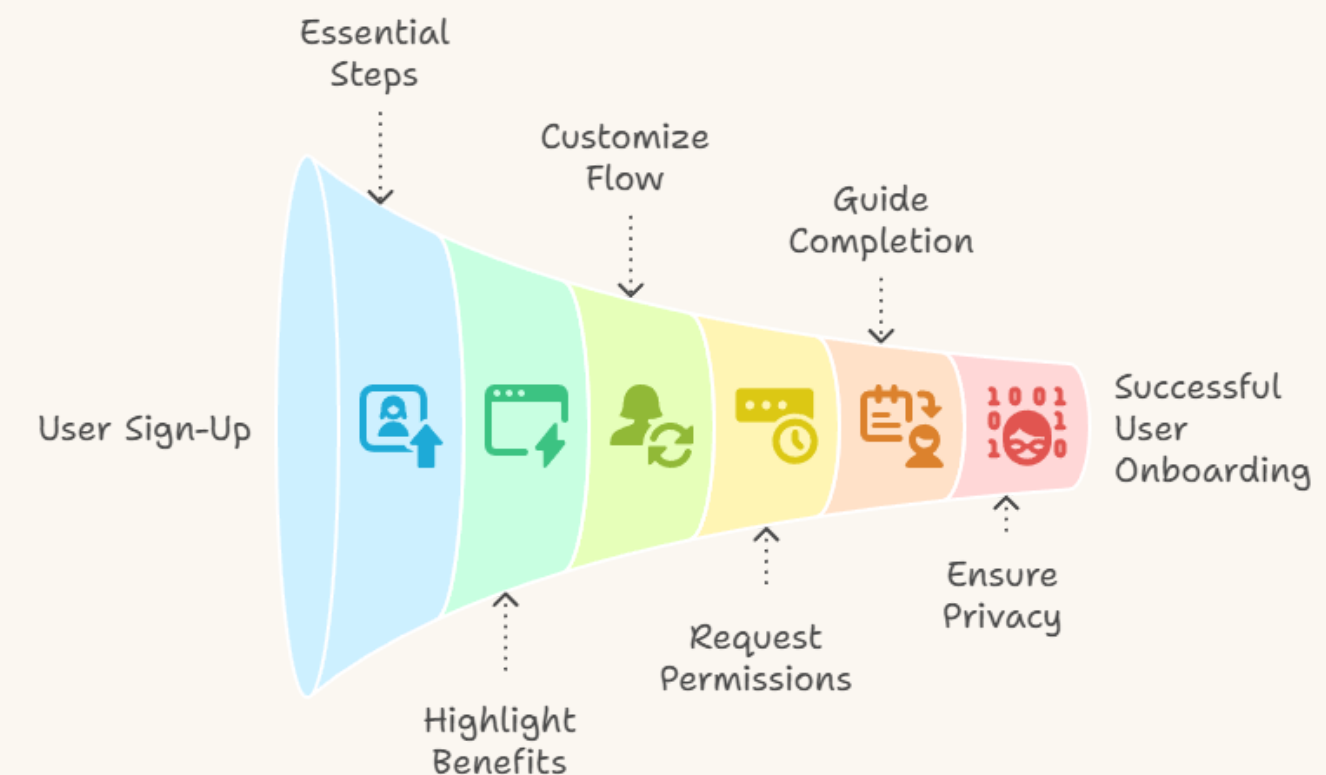 Essential
Steps
Customize
Flow
Guide
Completion
User Sign-Up
1001
0 1
1 0
Successful
User
Onboarding
Ensure
Privacy
Request
Permissions
Highlight
Benefits